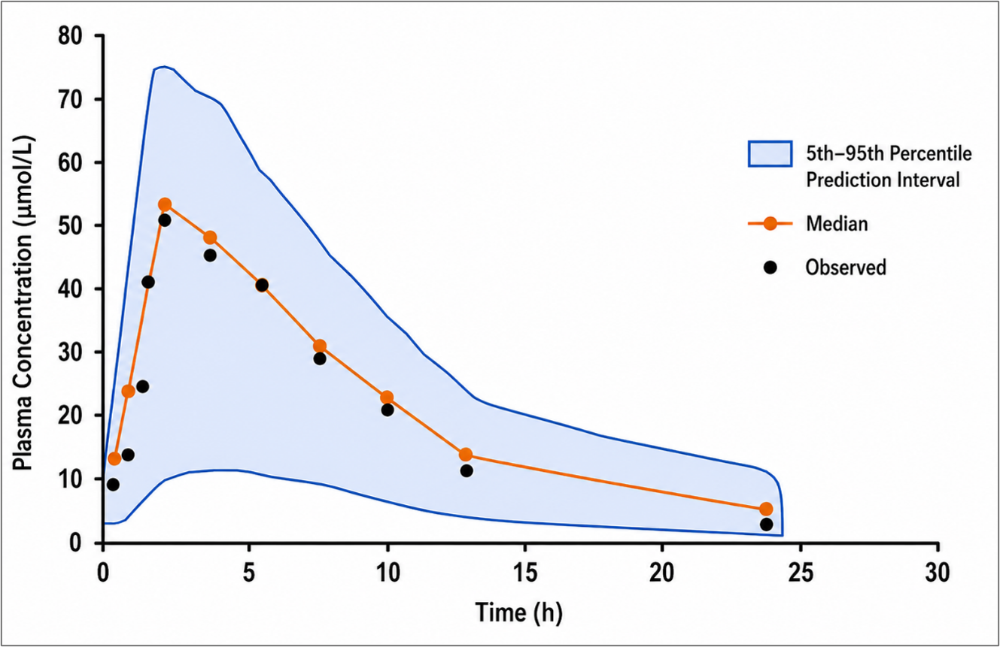 80
70
60
50
40
30
20
10
0
Plasma Concentration (µmol/L)
0 5 10 15 20 25 30
Time (h)
5th–95th Percentile
Prediction Interval
Median
Observed